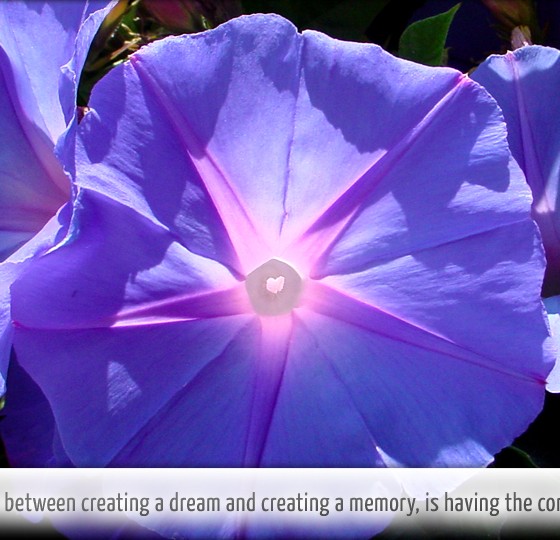 between creating a dream and creating a memory, is having the